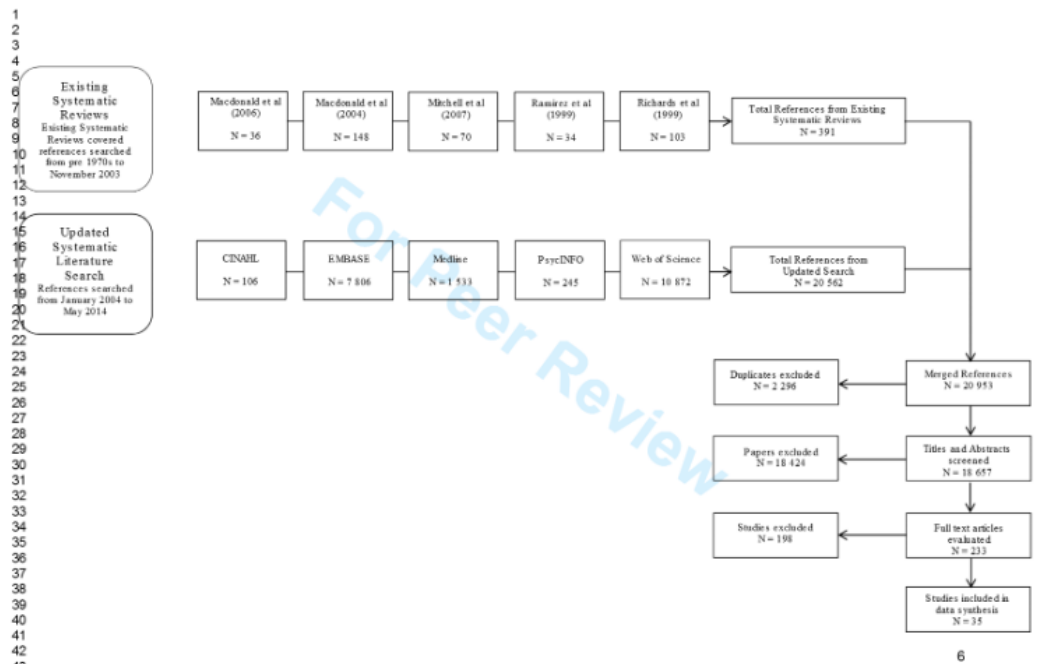 1
2
3
4
5
6
7
8
9
10
11
12
13
14
15
16
17
18
19
20
21
22
23
24
25
26
27
28
29
30
31
32
33
34
35
36
37
38
39
40
41
42
Existing
Systematic
Reviews
Existing Systematic
Reviews covered
references searched
from pre 1970s to
November 2003
Macdonald et al
(2006)
N = 36
Macdonald et al
(2004)
N = 148
Mitchell et al
(2007)
N = 70
Ramirez et al
(1999)
N = 34
Richards et al
(1999)
N = 103
Total References from Existing
Systematic Reviews
N = 391
Updated
Systematic
Literature
Search
References searched
from January 2004 to
May 2014
CINAHL
N = 106
EMBASE
N = 7 806
Medline
N = 1 533
PsycINFO
N = 245
Web of Science
N = 10 872
Total References from
Updated Search
N = 20 562
For Peer Review
Duplicates excluded
N = 2 296
Merged References
N = 20 953
Papers excluded
N = 18 424
Titles and Abstracts
screened
N = 18 657
Studies excluded
N = 198
Full text articles
evaluated
N = 233
Studies included in
data synthesis
N = 35
6